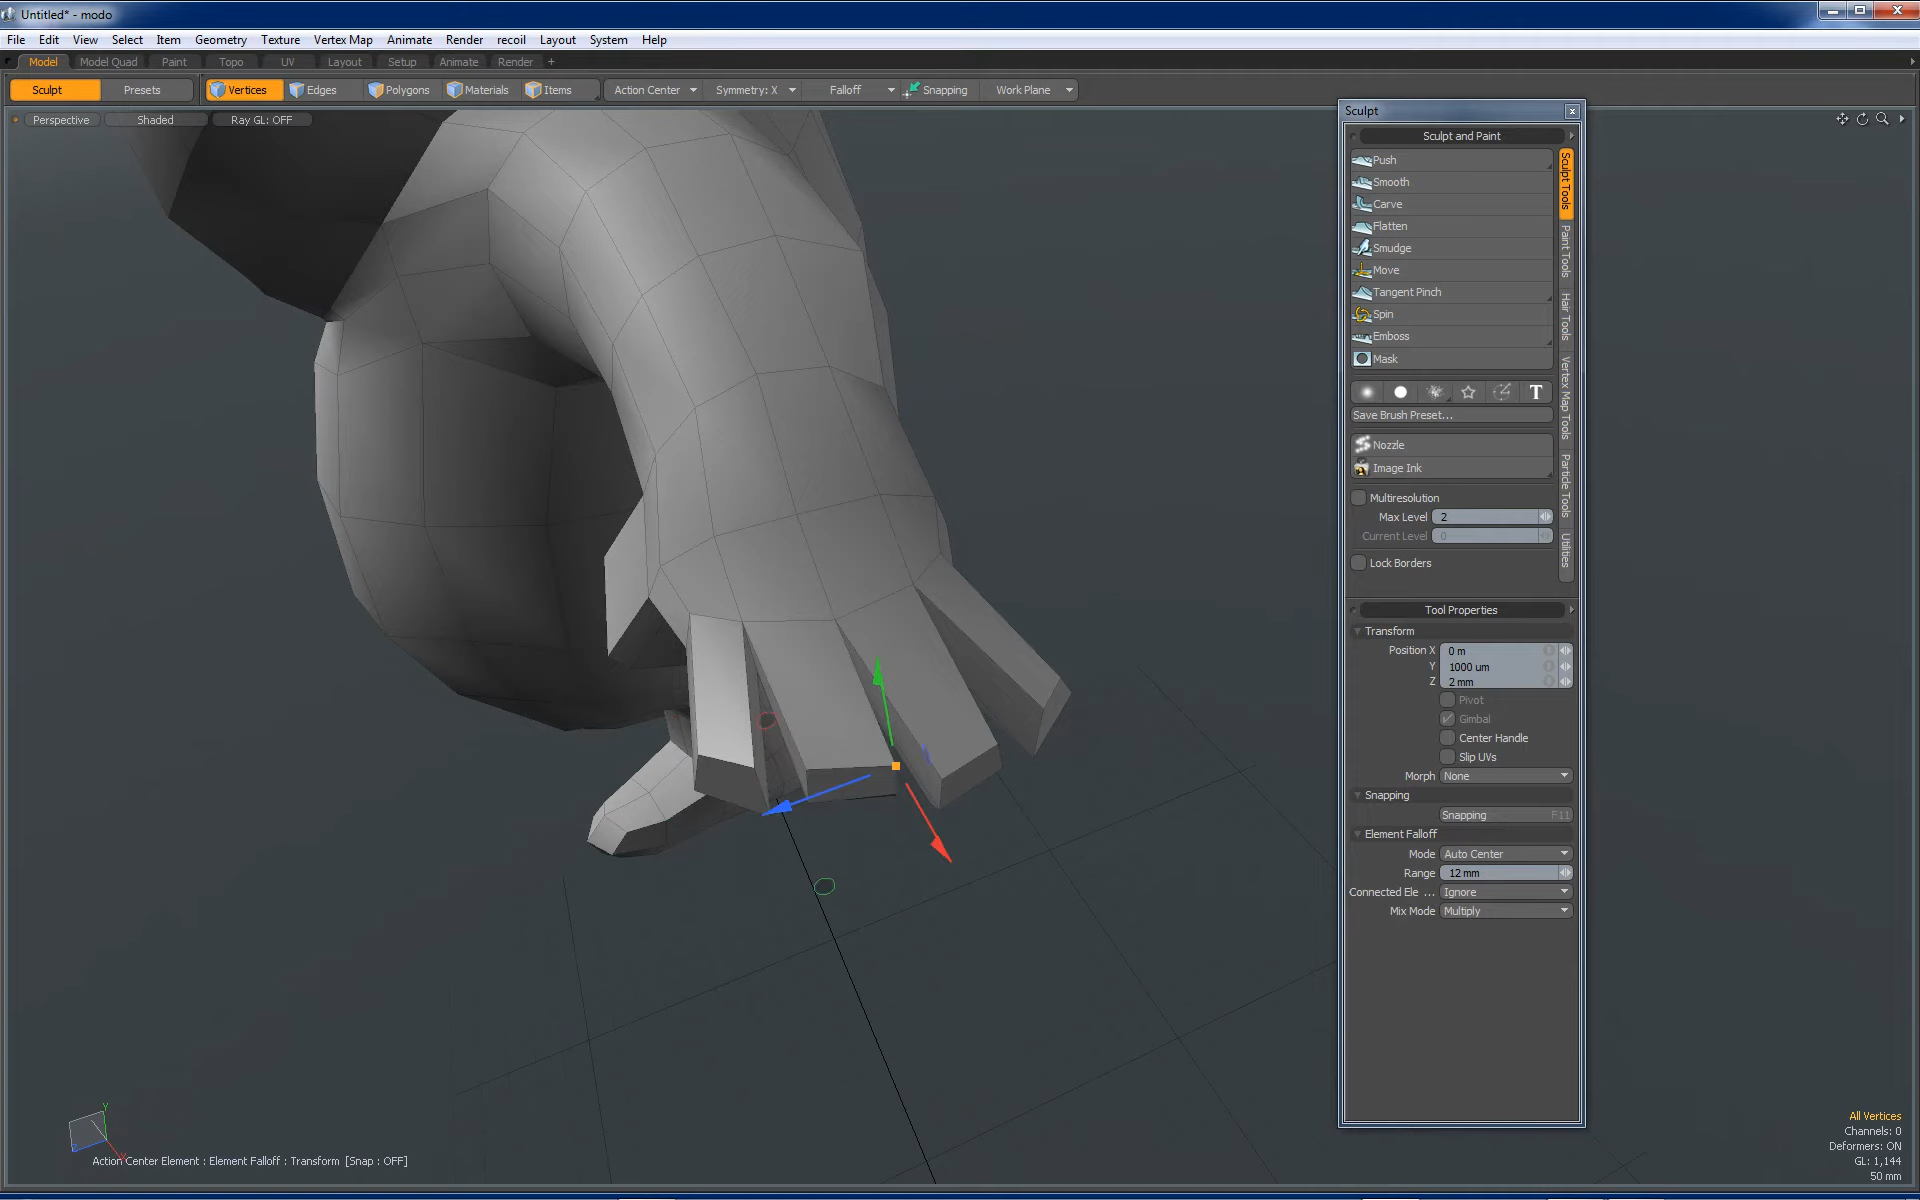 Untitled* - modo
File Edit View Select Item Geometry Texture Vertex Map Animate Render recoil Layout System Help
Model Model Quad Paint Topo UV Layout Setup Animate Render +
Sculpt Presets Vertices Edges Polygons Materials Items Action Center Symmetry: X Falloff Snapping Work Plane
Perspective Shaded Ray GL: OFF
Sculpt
Sculpt and Paint
Push
Smooth
Carve
Flatten
Smudge
Move
Tangent Pinch
Spin
Emboss
Mask
T
Save Brush Preset...
Nozzle
Image Ink
Multiresolution
Max Level 2
Current Level 0
Lock Borders
Sculpt Tools
Paint Tools
Hair Tools
Vertex Map Tools
Particle Tools
Utilities
Tool Properties
Transform
Position X 0 m
Y 1000 um
Z 2 mm
Pivot
Gimbal
Center Handle
Slip UVs
Morph None
Snapping
Snapping F11
Element Falloff
Mode Auto Center
Range 12 mm
Connected Ele ... Ignore
Mix Mode Multiply
Y
X
Action Center Element : Element Falloff : Transform [Snap : OFF]
All Vertices
Channels: 0
Deformers: ON
GL: 1,144
50 mm